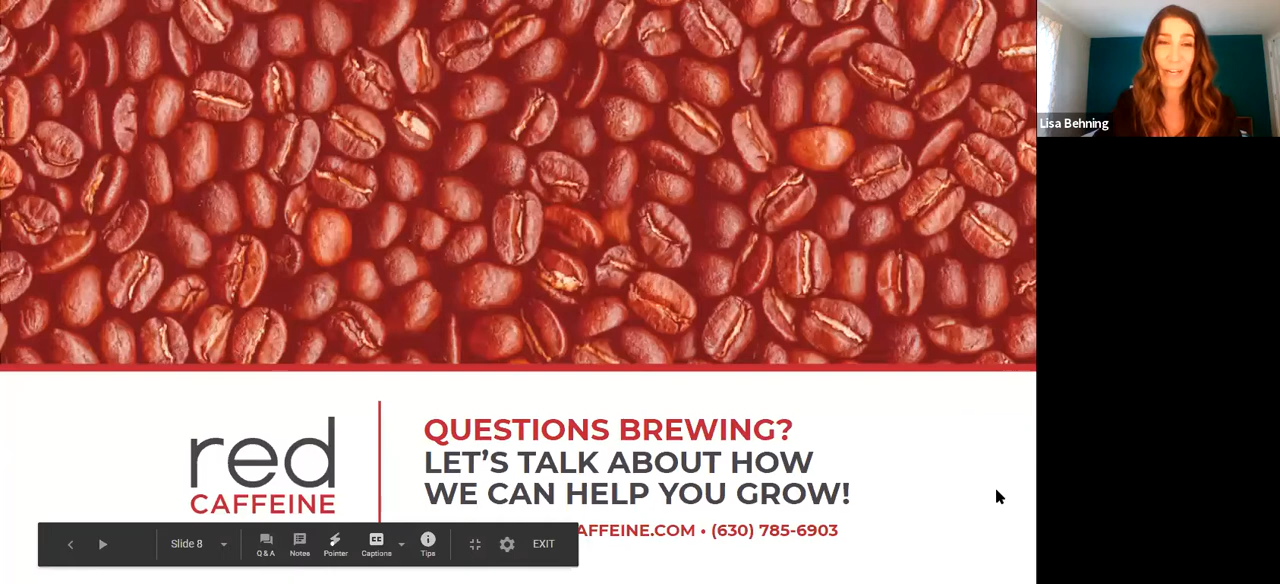 Lisa Behning
red
CAFFEINE
QUESTIONS BREWING?
LET’S TALK ABOUT HOW
WE CAN HELP YOU GROW!
AFFEINE.COM • (630) 785-6903
Slide 8
Q & A
Notes
Pointer
Captions
Tips
EXIT